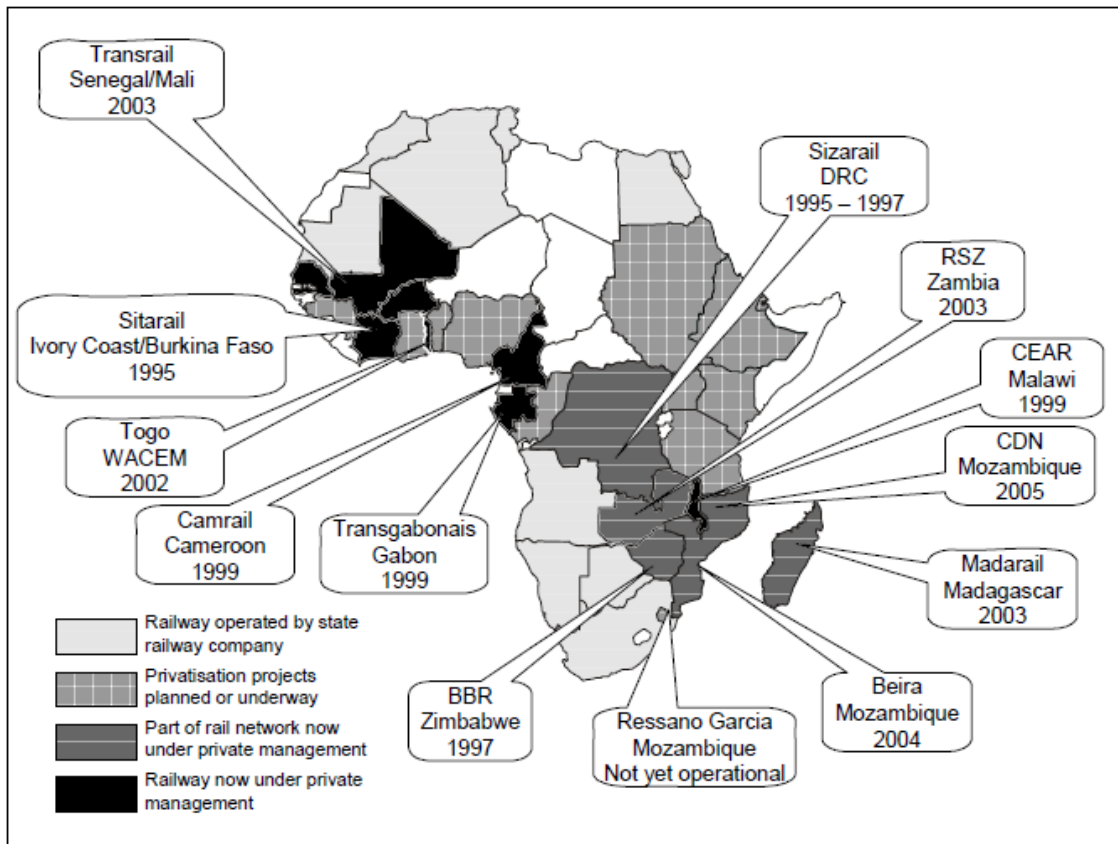 Transrail
Senegal/Mali
2003
Sizarail
DRC
1995 – 1997
RSZ
Zambia
2003
Sitarail
Ivory Coast/Burkina Faso
1995
CEAR
Malawi
1999
Togo
WACEM
2002
CDN
Mozambique
2005
Camrail
Cameroon
1999
Transgabonais
Gabon
1999
Madarail
Madagascar
2003
Railway operated by state
railway company
Privatisation projects
planned or underway
Part of rail network now
under private management
Railway now under private
management
BBR
Zimbabwe
1997
Ressano Garcia
Mozambique
Not yet operational
Beira
Mozambique
2004